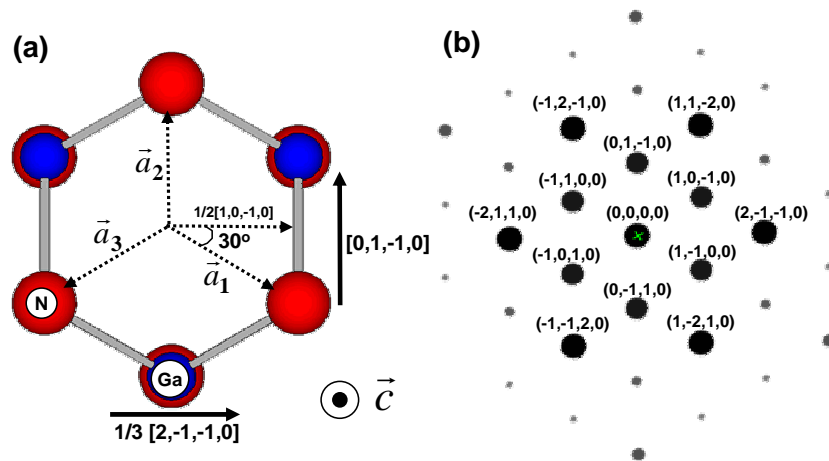 (a)
a₂
1/2[1,0,-1,0]
30°
a₃
a₁
[0,1,-1,0]
N
Ga
c
1/3 [2,-1,-1,0]
(b)
(-1,2,-1,0) (1,1,-2,0)
(0,1,-1,0)
(-1,1,0,0) (1,0,-1,0)
(-2,1,1,0) (0,0,0,0) (2,-1,-1,0)
(-1,0,1,0) (1,-1,0,0)
(0,-1,1,0)
(-1,-1,2,0) (1,-2,1,0)